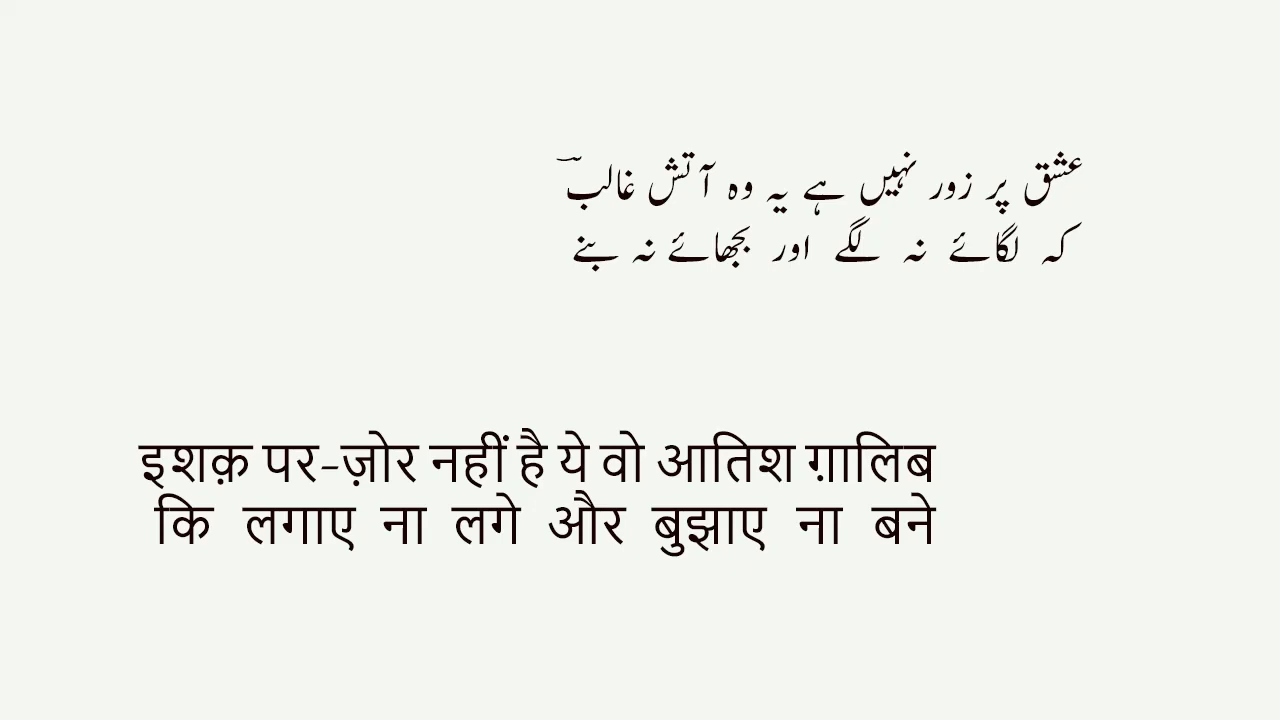 عشق پر زور نہیں ہے یہ وہ آتش غالبؔ
کہ لگائے نہ لگے اور بجھائے نہ بنے
इशक़ पर-ज़ोर नहीं है ये वो आतिश ग़ालिब
कि लगाए ना लगे और बुझाए ना बने